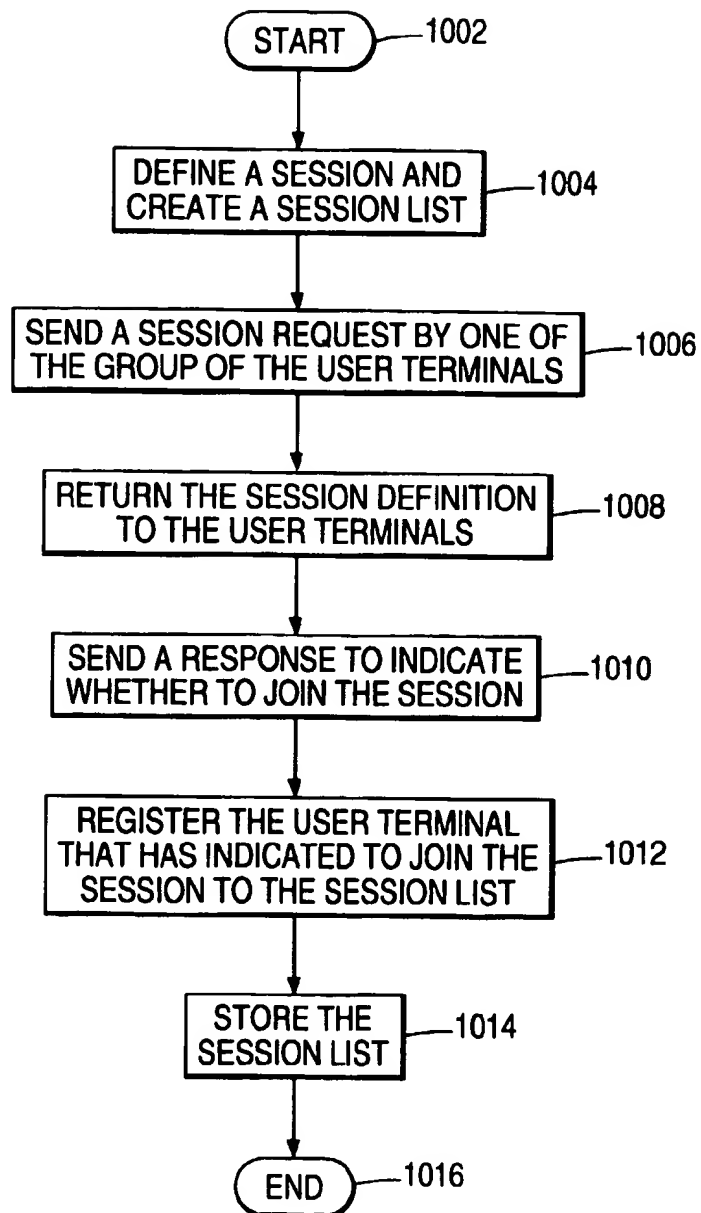 START
1002
DEFINE A SESSION AND
CREATE A SESSION LIST
1004
SEND A SESSION REQUEST BY ONE OF
THE GROUP OF THE USER TERMINALS
1006
RETURN THE SESSION DEFINITION
TO THE USER TERMINALS
1008
SEND A RESPONSE TO INDICATE
WHETHER TO JOIN THE SESSION
1010
REGISTER THE USER TERMINAL
THAT HAS INDICATED TO JOIN THE
SESSION TO THE SESSION LIST
1012
STORE THE
SESSION LIST
1014
END
1016